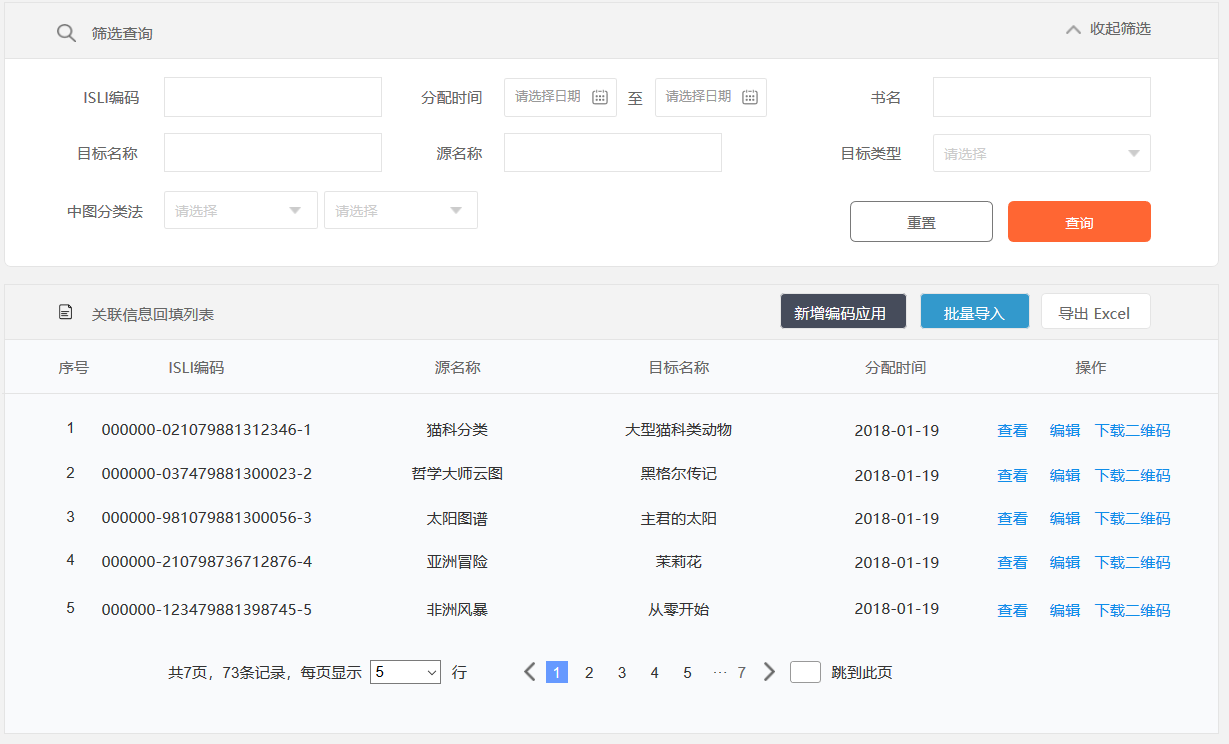 筛选查询 收起筛选
ISLI编码 分配时间 请选择日期 至 请选择日期 书名
目标名称 源名称 目标类型 请选择
中图分类法 请选择 请选择
重置 查询
关联信息回填列表 新增编码应用 批量导入 导出 Excel
序号 ISLI编码 源名称 目标名称 分配时间 操作
1 000000-021079881312346-1 猫科分类 大型猫科类动物 2018-01-19 查看 编辑 下载二维码
2 000000-037479881300023-2 哲学大师云图 黑格尔传记 2018-01-19 查看 编辑 下载二维码
3 000000-981079881300056-3 太阳图谱 主君的太阳 2018-01-19 查看 编辑 下载二维码
4 000000-210798736712876-4 亚洲冒险 茉莉花 2018-01-19 查看 编辑 下载二维码
5 000000-123479881398745-5 非洲风暴 从零开始 2018-01-19 查看 编辑 下载二维码
共7页，73条记录，每页显示 5 行 1 2 3 4 5 ··· 7 跳到此页